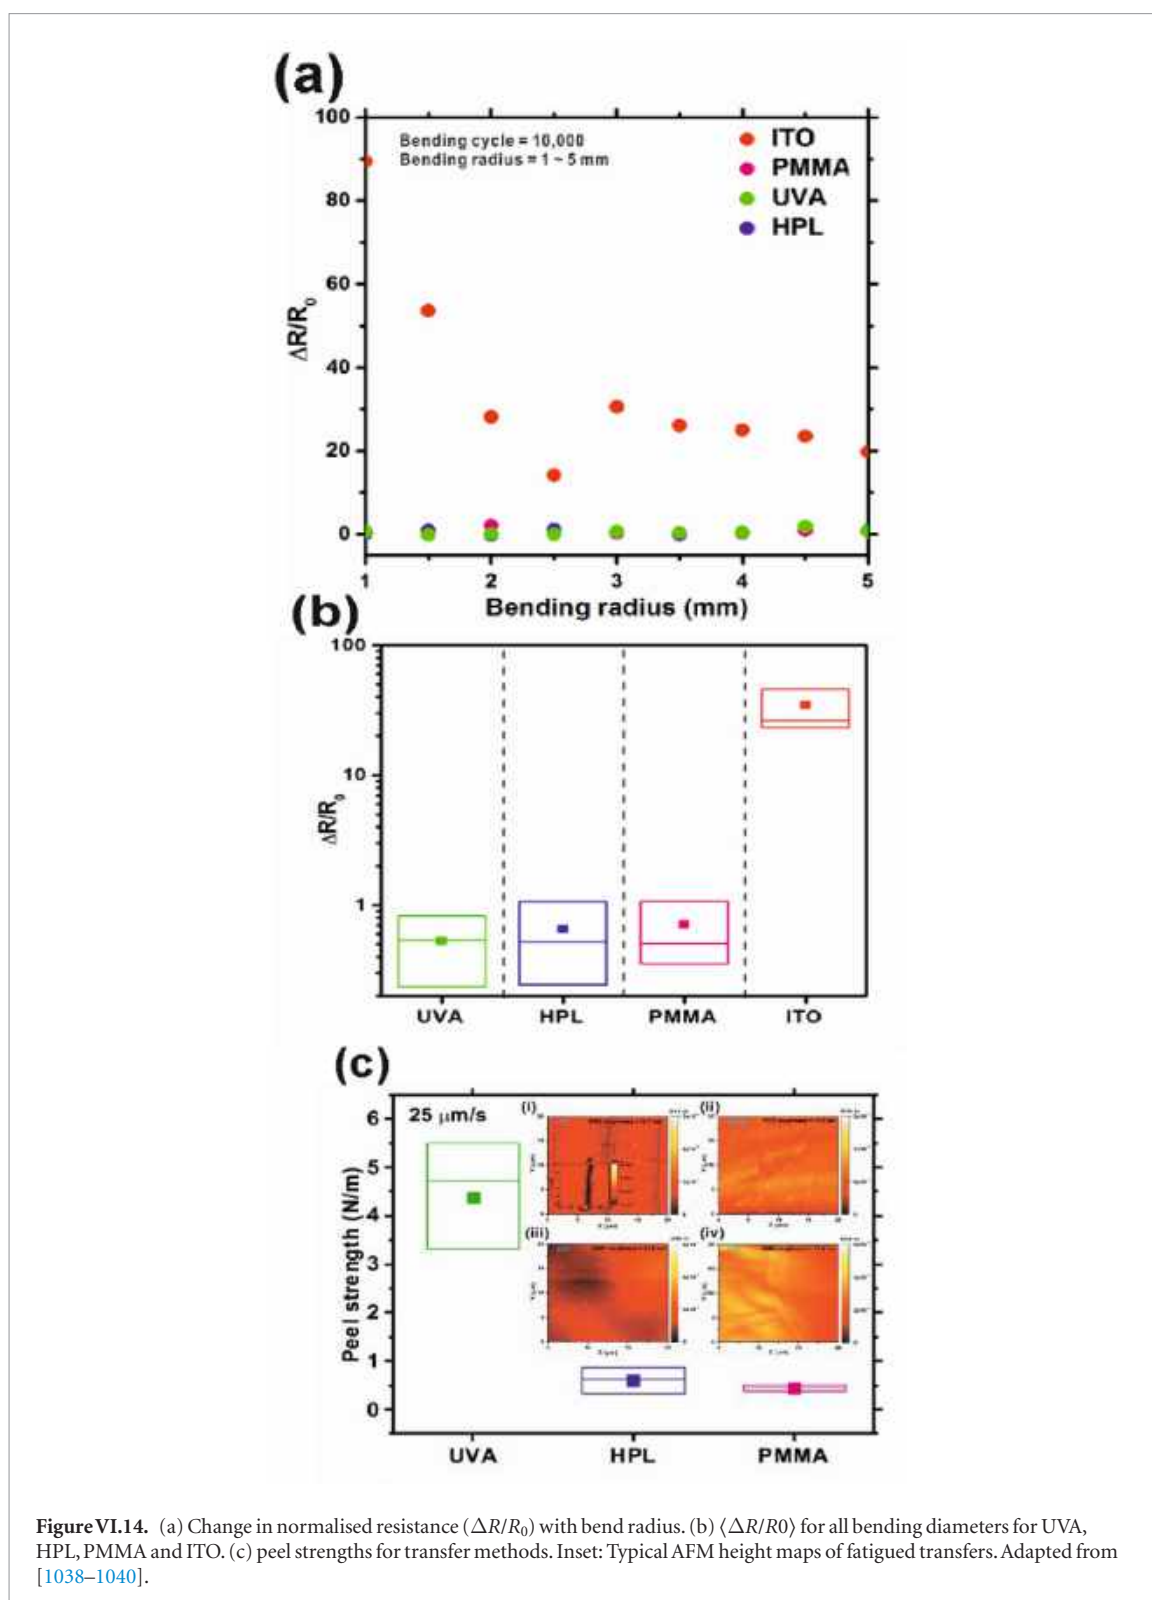 (a)
100
80
60
40
20
0
ΔR/R0
Bending cycle = 10,000
Bending radius = 1 ~ 5 mm
ITO
PMMA
UVA
HPL
1 2 3 4 5
Bending radius (mm)
(b)
100
10
1
ΔR/R0
UVA HPL PMMA ITO
(c)
25 μm/s
6
5
4
3
2
1
0
Peel strength (N/m)
(i) (ii)
(iii) (iv)
UVA HPL PMMA
Figure VI.14. (a) Change in normalised resistance (ΔR/R0) with bend radius. (b) ⟨ΔR/R0⟩ for all bending diameters for UVA,
HPL, PMMA and ITO. (c) peel strengths for transfer methods. Inset: Typical AFM height maps of fatigued transfers. Adapted from
[1038–1040].